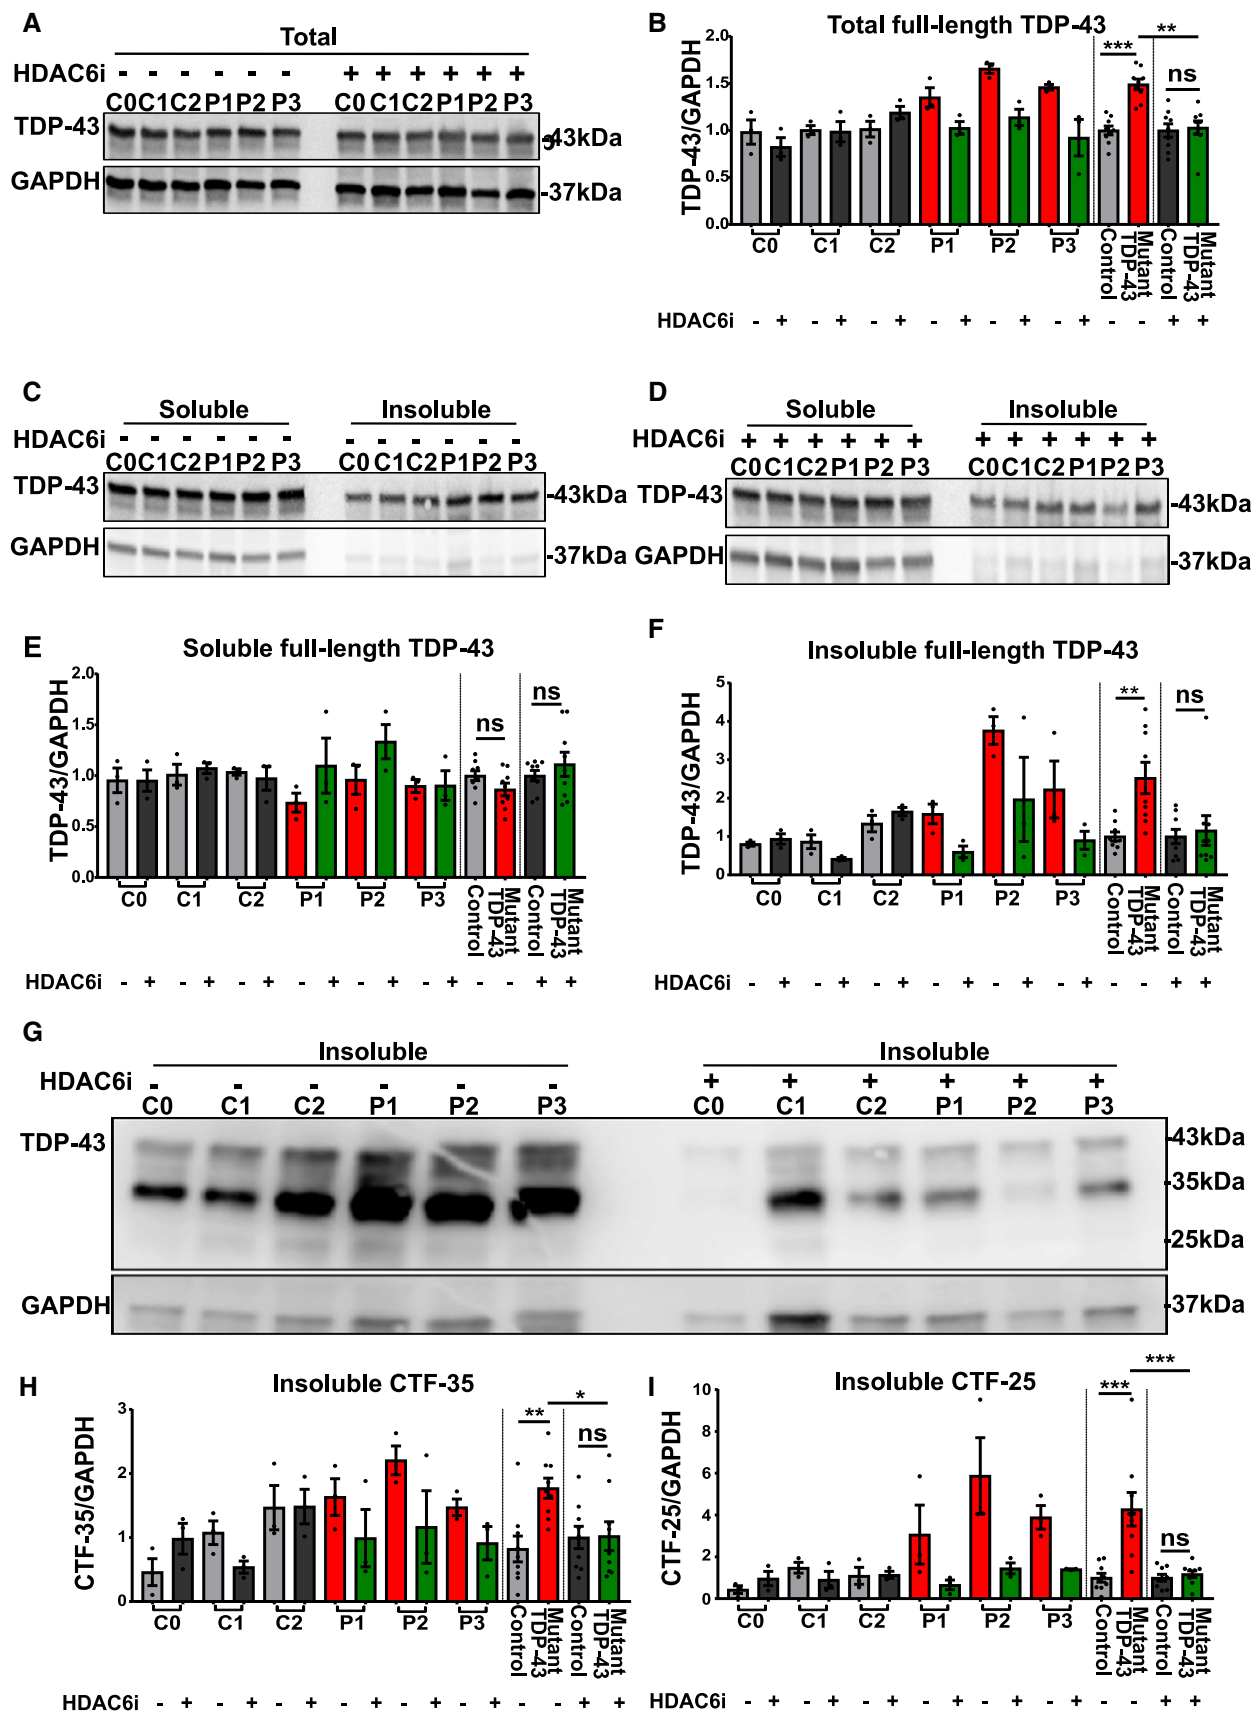 A
Total
HDAC6i - - - - - - + + + + + +
C0 C1 C2 P1 P2 P3 C0 C1 C2 P1 P2 P3
TDP-43 -43kDa
GAPDH -37kDa
B
Total full-length TDP-43
*** **
ns
TDP-43/GAPDH
2.0
1.5
1.0
0.5
0.0
C0 C1 C2 P1 P2 P3 Control Mutant TDP-43 Control Mutant TDP-43
HDAC6i - + - + - + - + - + - + - - + +
C
Soluble Insoluble
HDAC6i - - - - - - - - - - - -
C0 C1 C2 P1 P2 P3 C0 C1 C2 P1 P2 P3
TDP-43 -43kDa
GAPDH -37kDa
D
Soluble Insoluble
HDAC6i + + + + + + + + + + + +
C0 C1 C2 P1 P2 P3 C0 C1 C2 P1 P2 P3
TDP-43 -43kDa
GAPDH -37kDa
E
Soluble full-length TDP-43
ns ns
TDP-43/GAPDH
2.0
1.5
1.0
0.5
0.0
C0 C1 C2 P1 P2 P3 Control Mutant TDP-43 Control Mutant TDP-43
HDAC6i - + - + - + - + - + - + - - + +
F
Insoluble full-length TDP-43
** ns
TDP-43/GAPDH
5
4
3
2
1
0
C0 C1 C2 P1 P2 P3 Control Mutant TDP-43 Control Mutant TDP-43
HDAC6i - + - + - + - + - + - + - - + +
G
Insoluble Insoluble
HDAC6i - - - - - - + + + + + +
C0 C1 C2 P1 P2 P3 C0 C1 C2 P1 P2 P3
TDP-43 -43kDa
-35kDa
-25kDa
GAPDH -37kDa
H
Insoluble CTF-35
** *
ns
CTF-35/GAPDH
3
2
1
0
C0 C1 C2 P1 P2 P3 Control Mutant TDP-43 Control Mutant TDP-43
HDAC6i - + - + - + - + - + - + - - + +
I
Insoluble CTF-25
*** ***
ns
CTF-25/GAPDH
10
8
6
4
2
0
C0 C1 C2 P1 P2 P3 Control Mutant TDP-43 Control Mutant TDP-43
HDAC6i - + - + - + - + - + - + - - + +